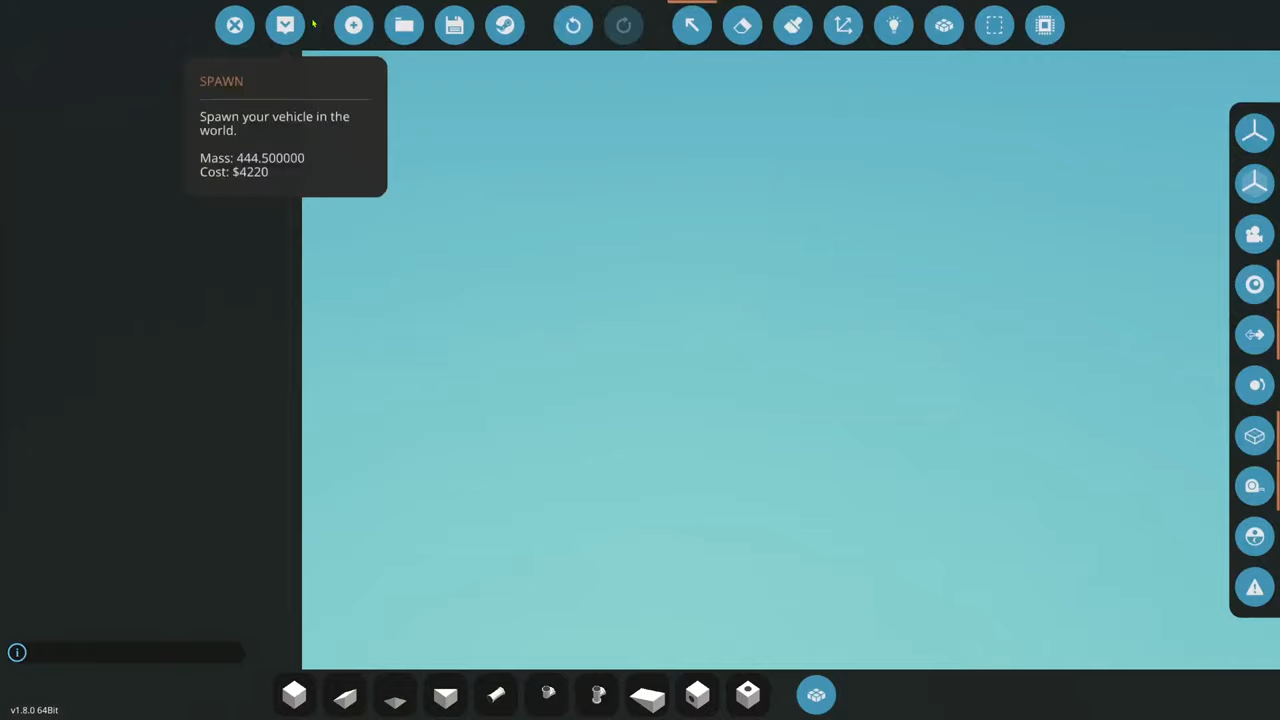 SPAWN
Spawn your vehicle in the
world.
Mass: 444.500000
Cost: $4220
v1.8.0 64Bit